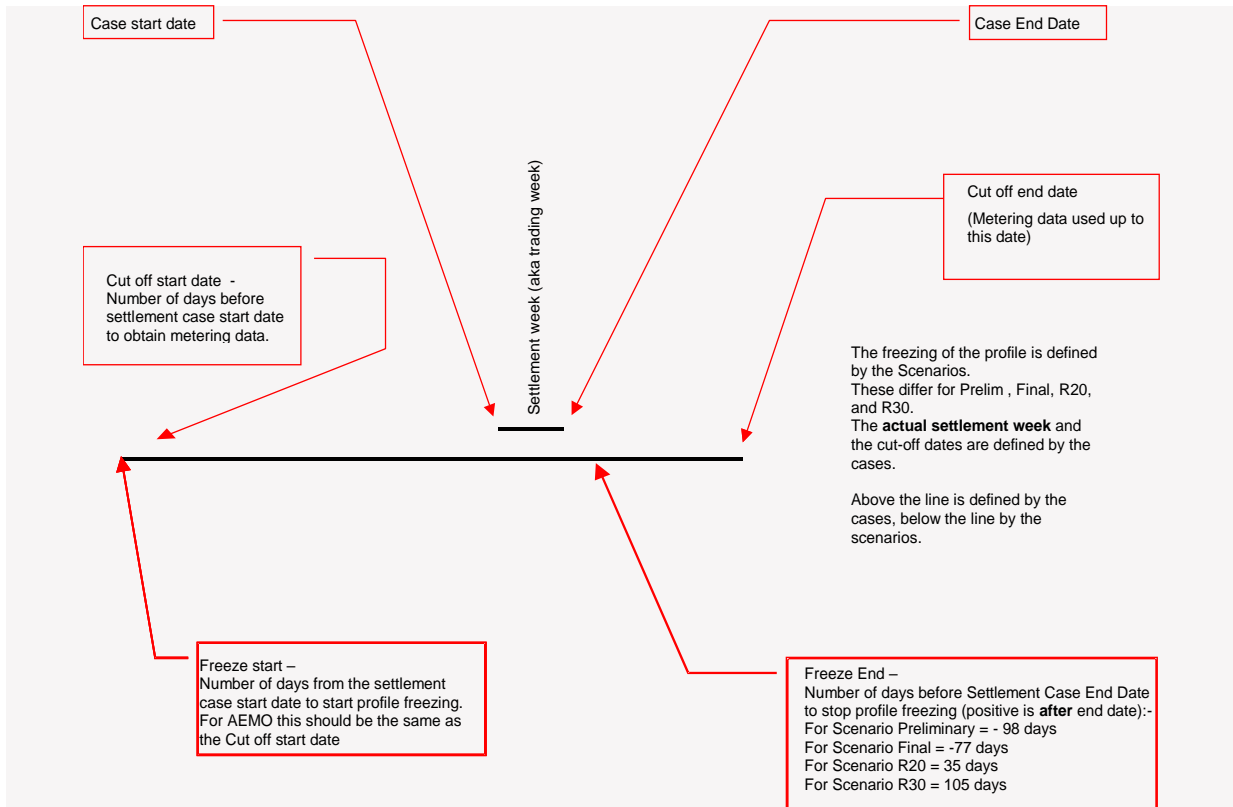 Case start date
Case End Date
Settlement week (aka trading week)
Cut off end date
(Metering data used up to
this date)
Cut off start date -
Number of days before
settlement case start date
to obtain metering data.
The freezing of the profile is defined
by the Scenarios.
These differ for Prelim , Final, R20,
and R30.
The actual settlement week and
the cut-off dates are defined by the
cases.
Above the line is defined by the
cases, below the line by the
scenarios.
Freeze start –
Number of days from the settlement
case start date to start profile freezing.
For AEMO this should be the same as
the Cut off start date
Freeze End –
Number of days before Settlement Case End Date
to stop profile freezing (positive is after end date):-
For Scenario Preliminary = - 98 days
For Scenario Final = -77 days
For Scenario R20 = 35 days
For Scenario R30 = 105 days